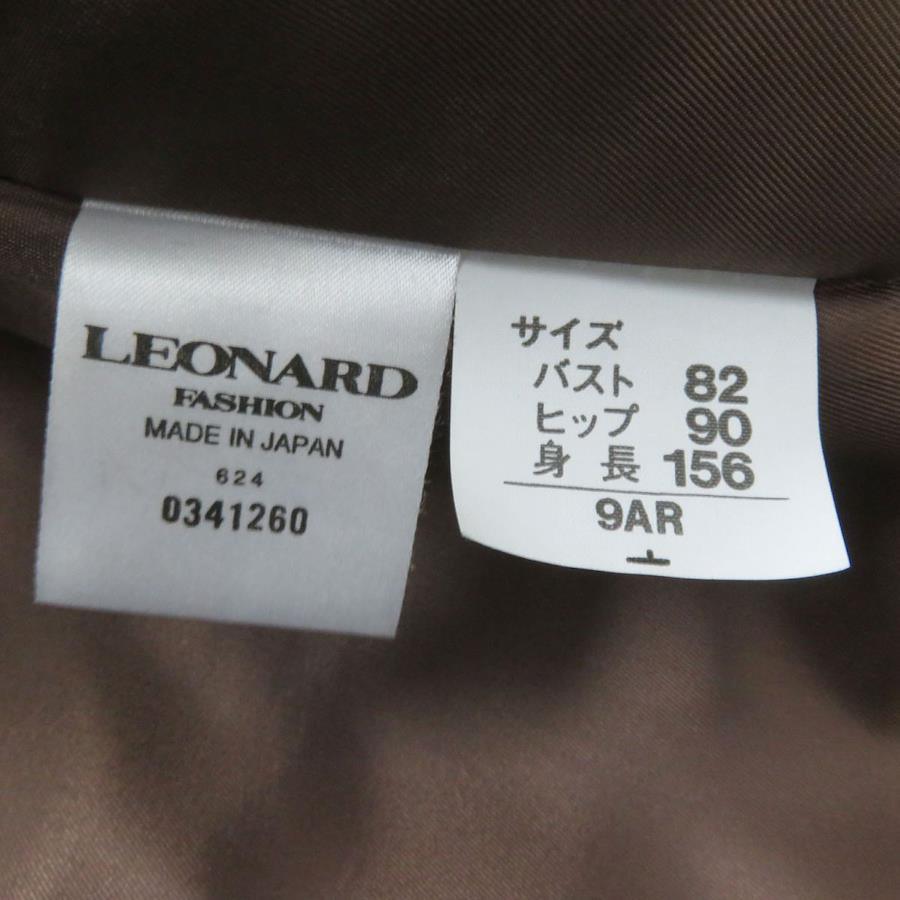 LEONARD
FASHION
MADE IN JAPAN
624
0341260
サイズ
バスト 82
ヒップ 90
身長 156
9AR